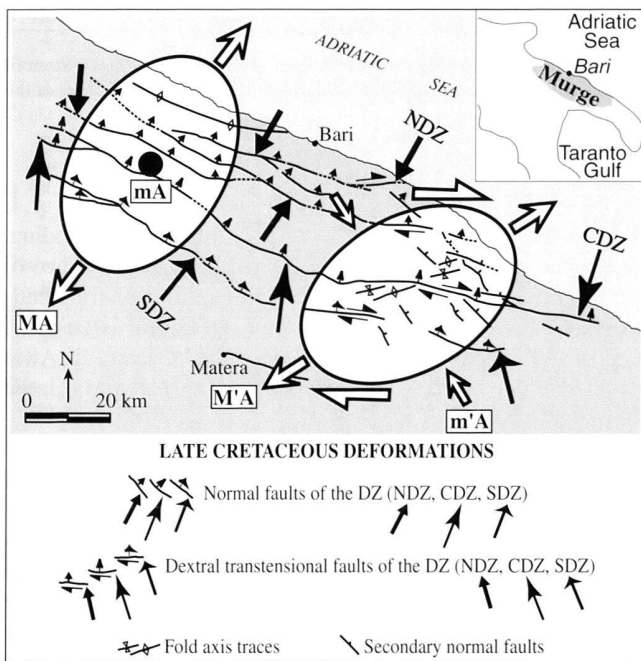 Adriatic
Sea
Bari
Murge
Taranto
Gulf
ADRIATIC
SEA
Bari
NDZ
mA
CDZ
SDZ
MA
N
Matera
0 20 km
M'A
m'A
LATE CRETACEOUS DEFORMATIONS
Normal faults of the DZ (NDZ, CDZ, SDZ)
Dextral transtensional faults of the DZ (NDZ, CDZ, SDZ)
Fold axis traces Secondary normal faults